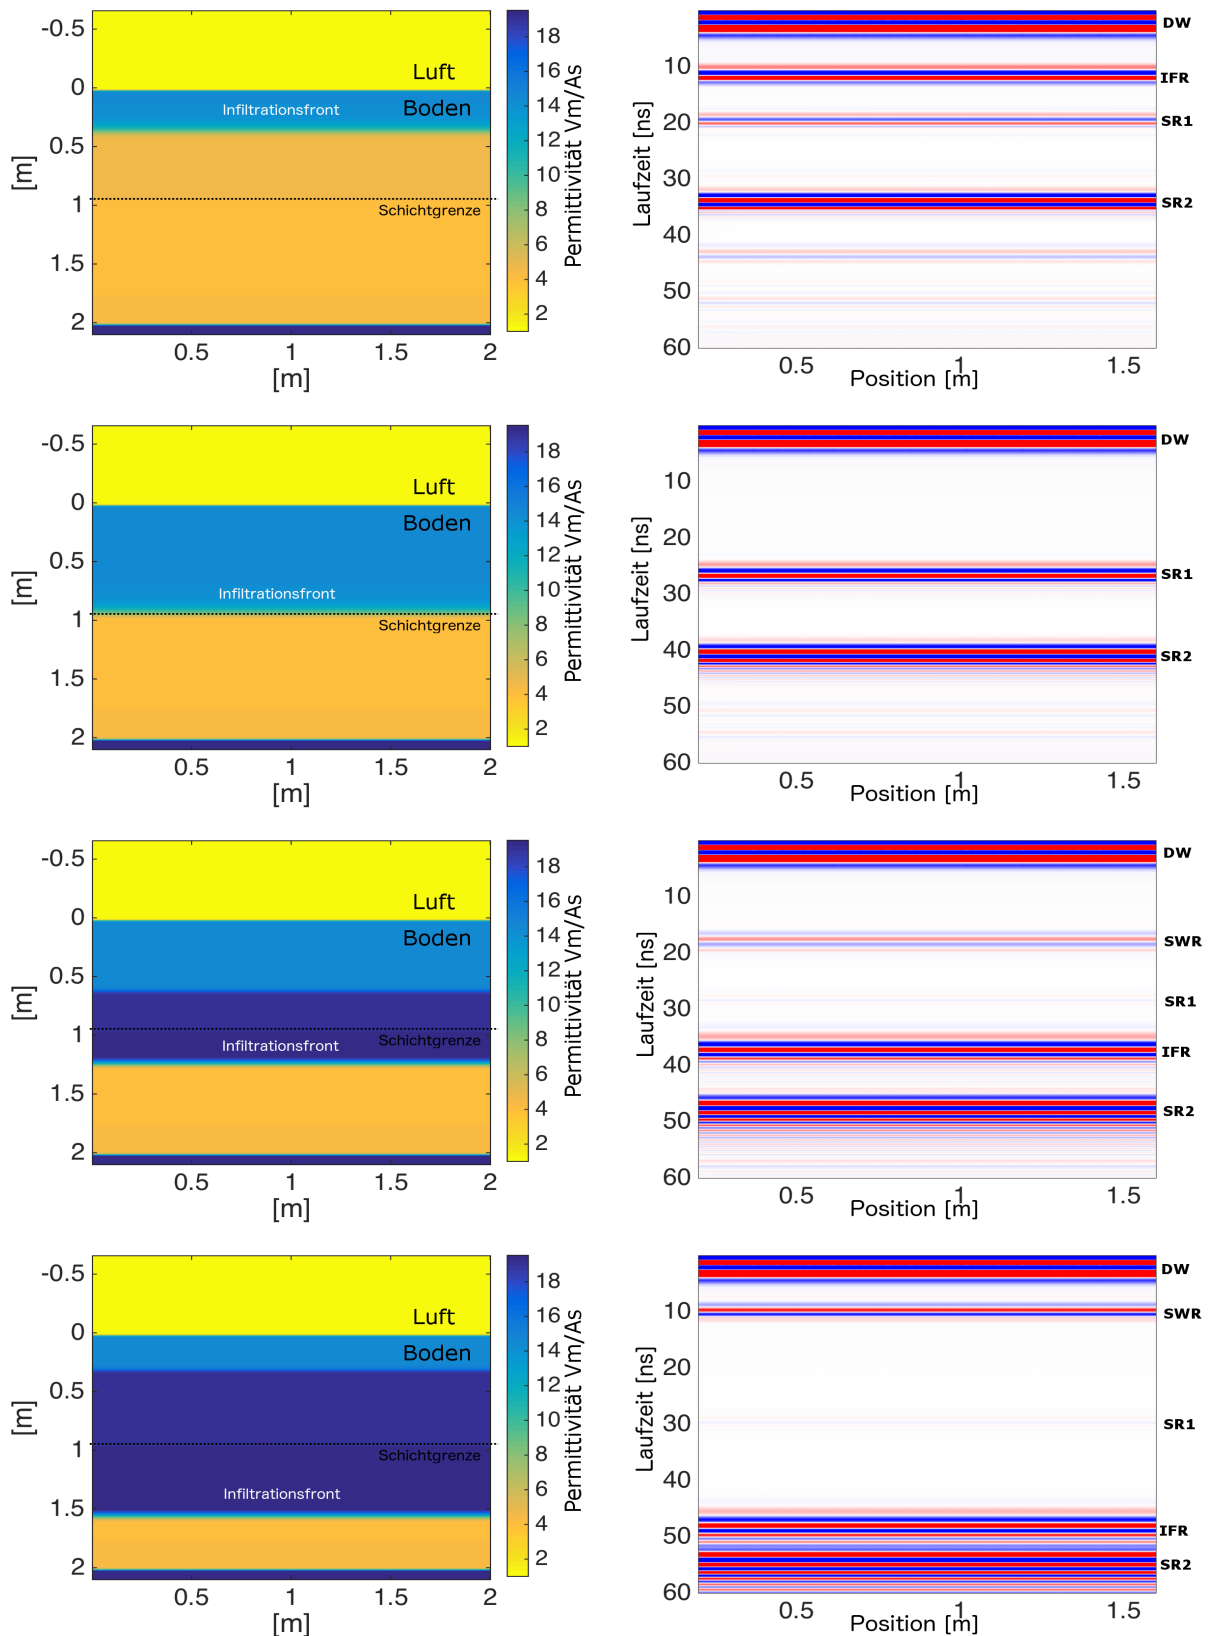 -0.5
0
0.5
1
1.5
2
[m]
0.5 1 1.5 2
[m]
Luft
Boden
Infiltrationsfront
Schichtgrenze
18
16
14
12
10
8
6
4
2
Permittivität Vm/As
10
20
30
40
50
60
Laufzeit [ns]
0.5 1 1.5
Position [m]
DW
IFR
SR1
SR2
-0.5
0
0.5
1
1.5
2
[m]
0.5 1 1.5 2
[m]
Luft
Boden
Infiltrationsfront
Schichtgrenze
18
16
14
12
10
8
6
4
2
Permittivität Vm/As
10
20
30
40
50
60
Laufzeit [ns]
0.5 1 1.5
Position [m]
DW
SR1
SR2
-0.5
0
0.5
1
1.5
2
[m]
0.5 1 1.5 2
[m]
Luft
Boden
Schichtgrenze
Infiltrationsfront
18
16
14
12
10
8
6
4
2
Permittivität Vm/As
10
20
30
40
50
60
Laufzeit [ns]
0.5 1 1.5
Position [m]
DW
SWR
SR1
IFR
SR2
-0.5
0
0.5
1
1.5
2
[m]
0.5 1 1.5 2
[m]
Luft
Boden
Schichtgrenze
Infiltrationsfront
18
16
14
12
10
8
6
4
2
Permittivität Vm/As
10
20
30
40
50
60
Laufzeit [ns]
0.5 1 1.5
Position [m]
DW
SWR
SR1
IFR
SR2